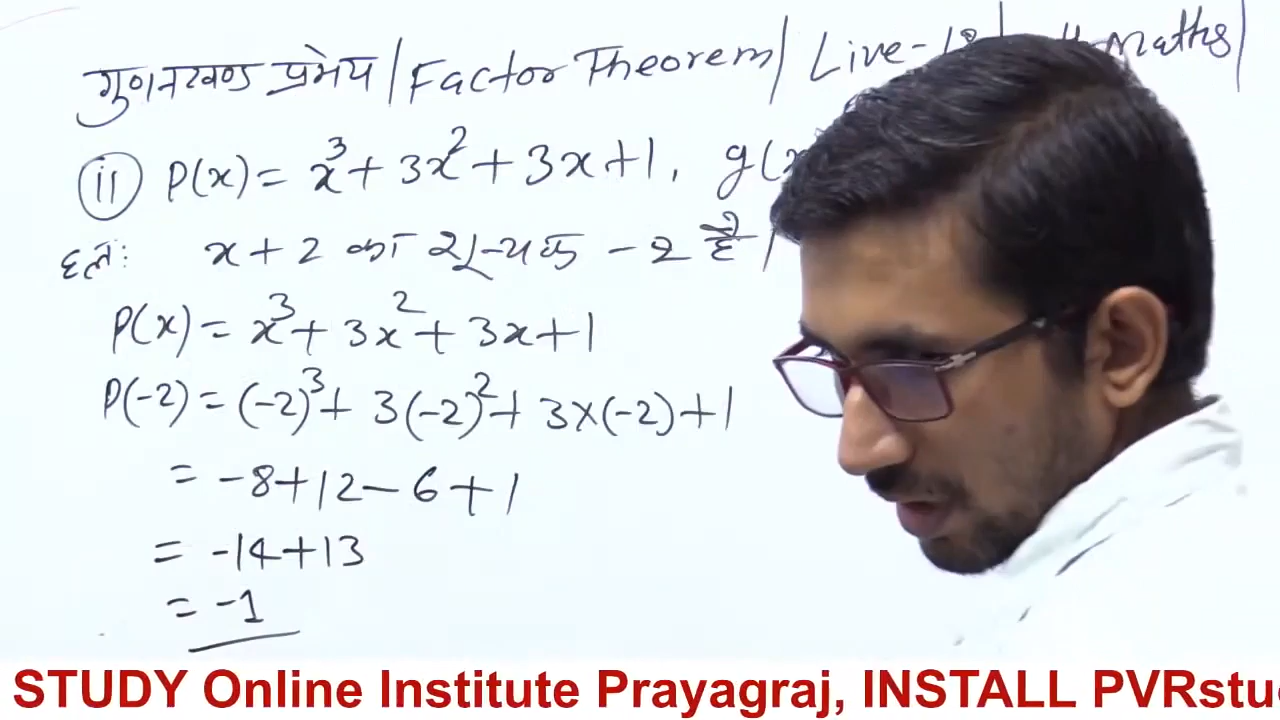 गुणनखण्ड प्रमेय / Factor Theorem / Live-18 Maths /
(ii) P(x) = x³ + 3x² + 3x + 1, g(x
हलः x + 2 का शून्यक - 2 है।
P(x) = x³ + 3x² + 3x + 1
P(-2) = (-2)³ + 3(-2)² + 3×(-2) + 1
= -8 + 12 - 6 + 1
= -14 + 13
= -1
STUDY Online Institute Prayagraj, INSTALL PVRstu